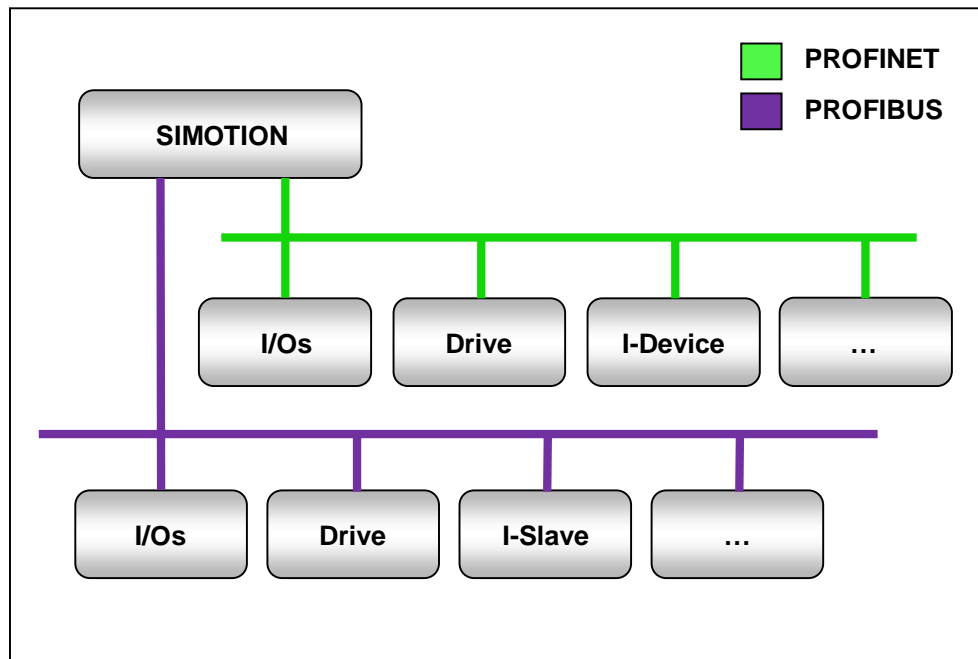 PROFINET
PROFIBUS
SIMOTION
I/Os
Drive
I-Device
…
I/Os
Drive
I-Slave
…